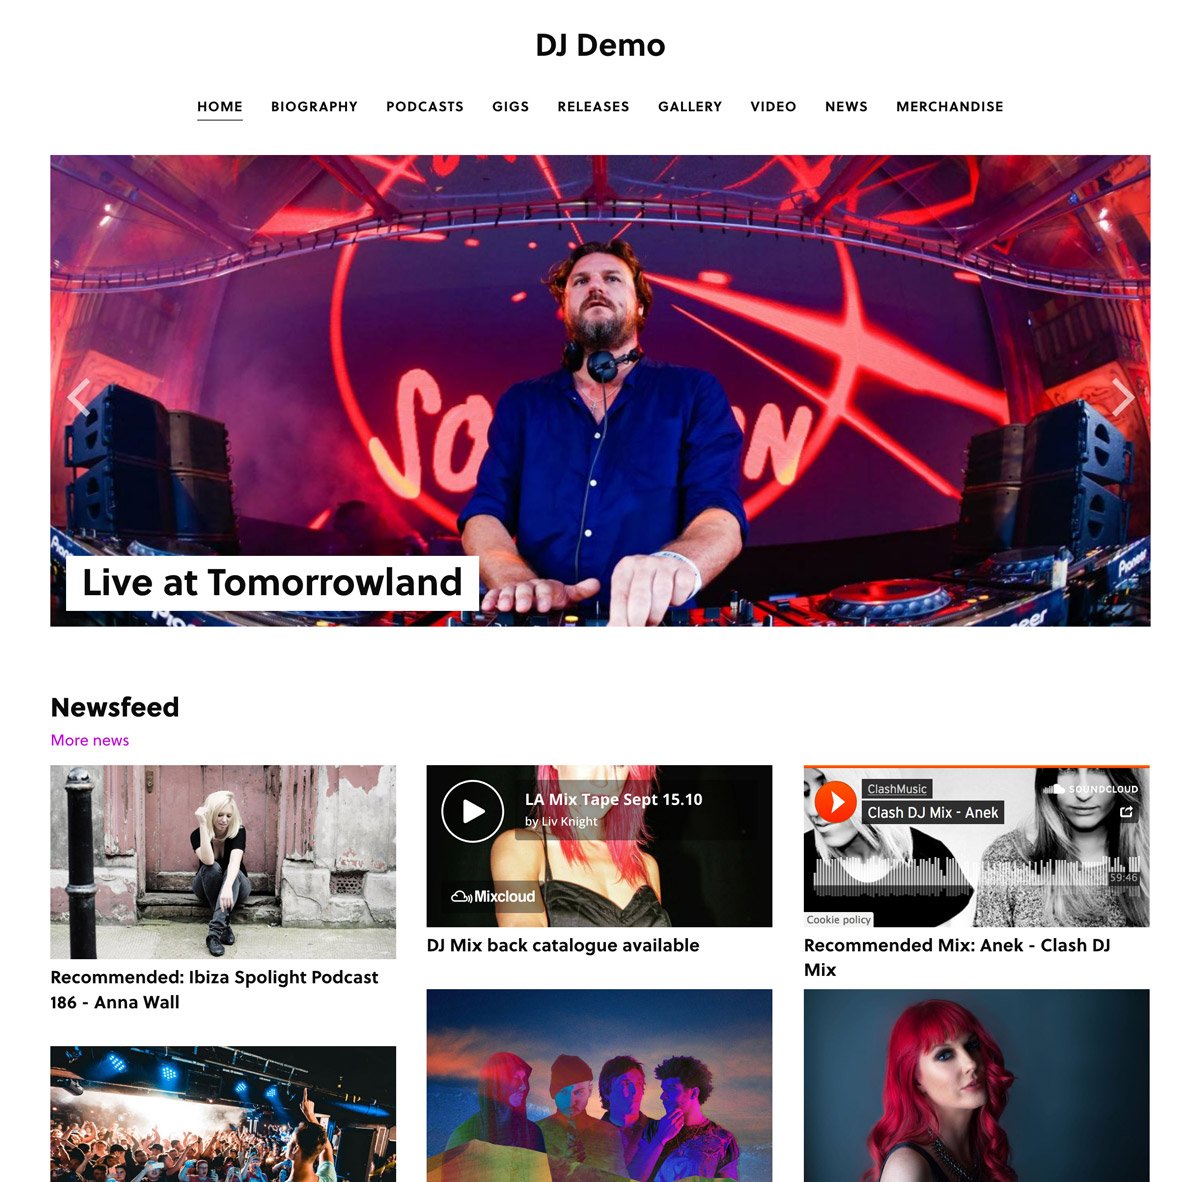 DJ Demo
HOME BIOGRAPHY PODCASTS GIGS RELEASES GALLERY VIDEO NEWS MERCHANDISE
Pioneer
Live at Tomorrowland
Newsfeed
More news
LA Mix Tape Sept 15.10
by Liv Knight
Mixcloud
ClashMusic
Clash DJ Mix - Anek
SOUNDCLOUD
59:46
Cookie policy
Recommended: Ibiza Spolight Podcast
186 - Anna Wall
DJ Mix back catalogue available
Recommended Mix: Anek - Clash DJ
Mix